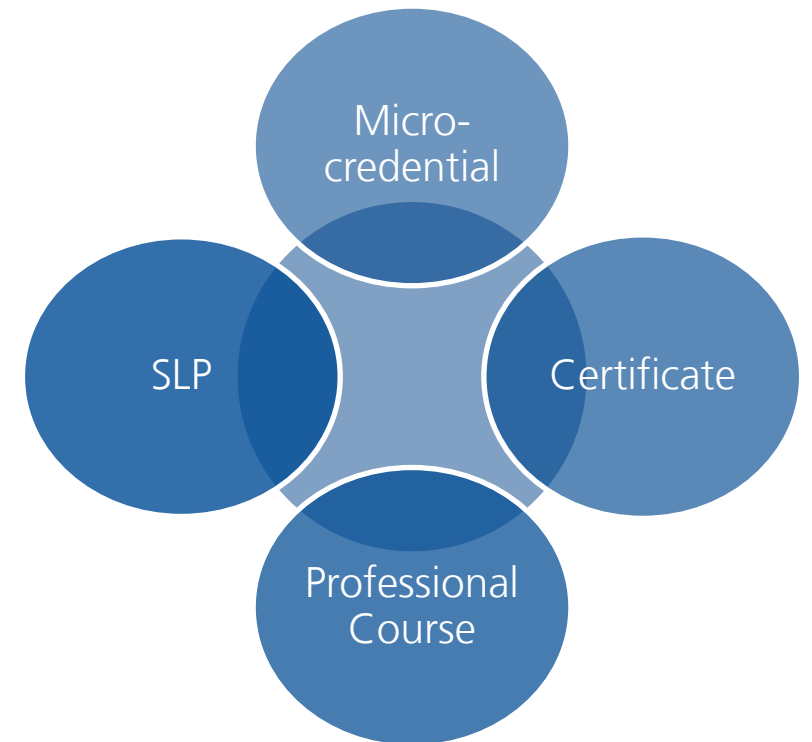 Micro-
credential
SLP
Certificate
Professional
Course